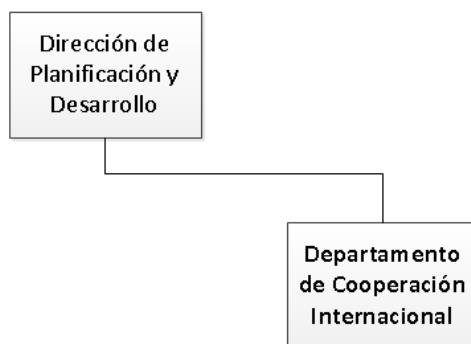 Dirección de
Planificación y
Desarrollo
Departamento
de Cooperación
Internacional